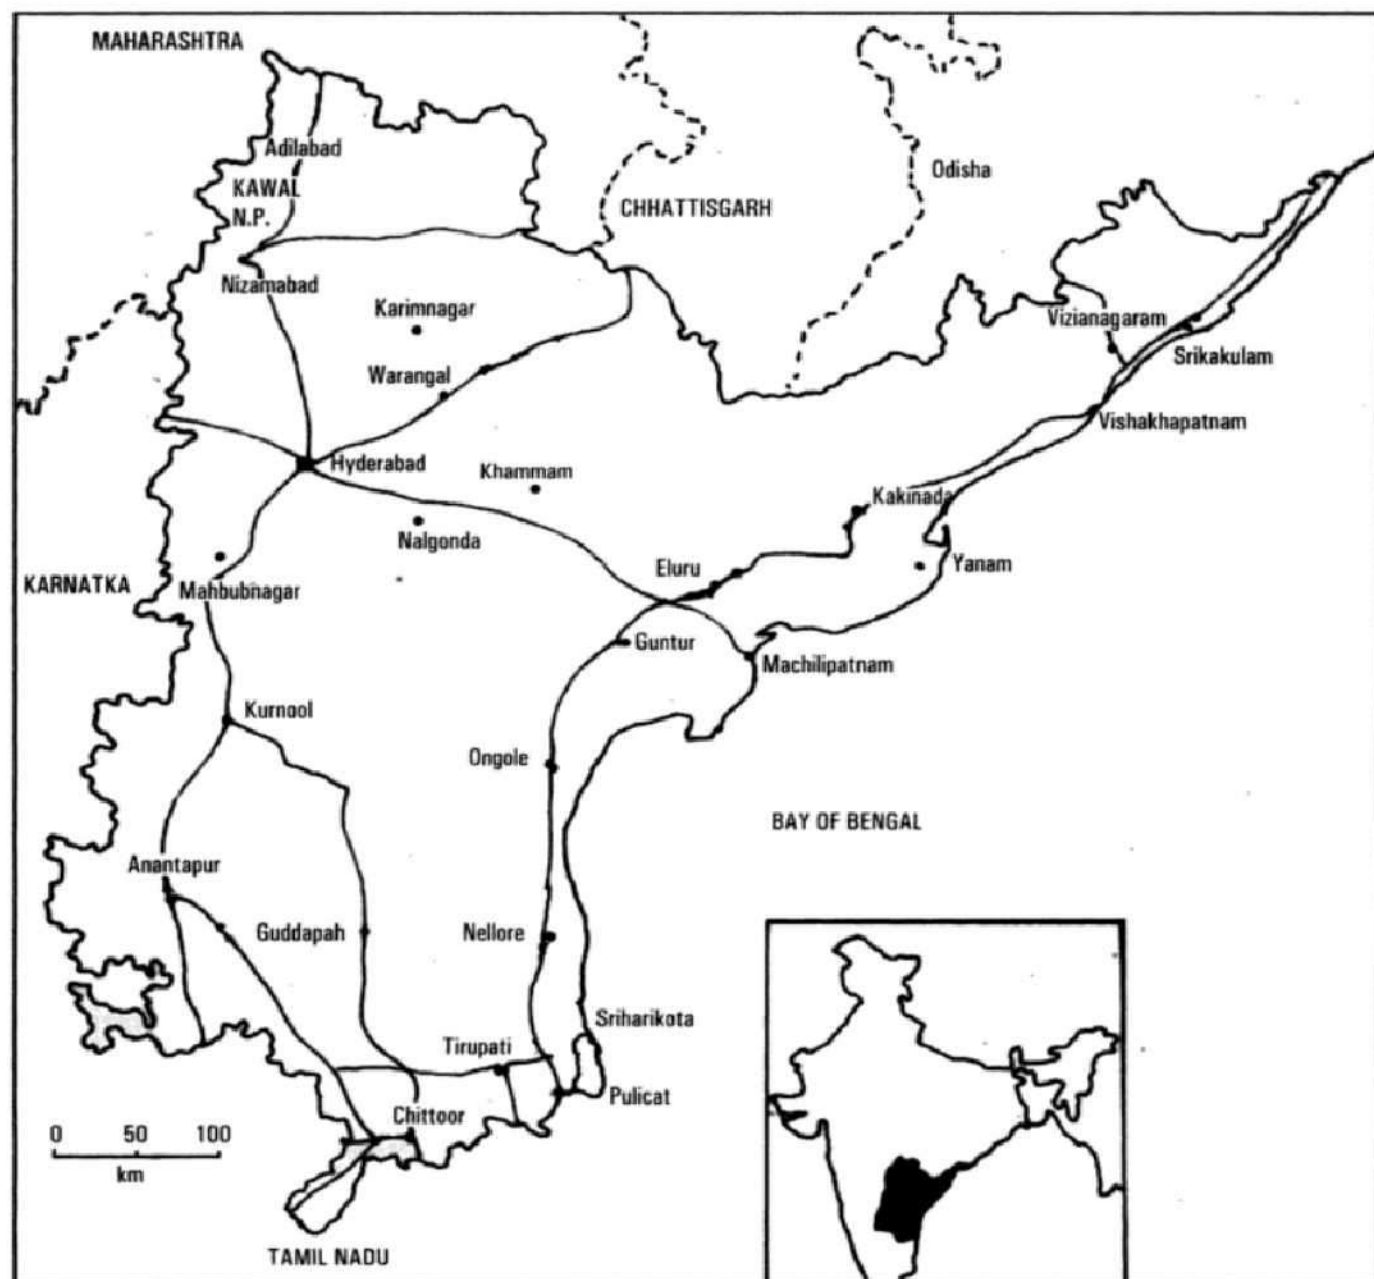 MAHARASHTRA
Adilabad
KAWAL
N.P.
Odisha
CHHATTISGARH
Nizamabad
Karimnagar
Vizianagaram
Srikakulam
Warangal
Vishakhapatnam
Hyderabad
Khammam
Kakinada
Nalgonda
Eluru
Yanam
KARNATKA
Mahbubnagar
Guntur
Machilipatnam
Kurnool
Ongole
BAY OF BENGAL
Anantapur
Guddapah
Nellore
Sriharikota
Tirupati
Pulicat
Chittoor
0 50 100
km
TAMIL NADU